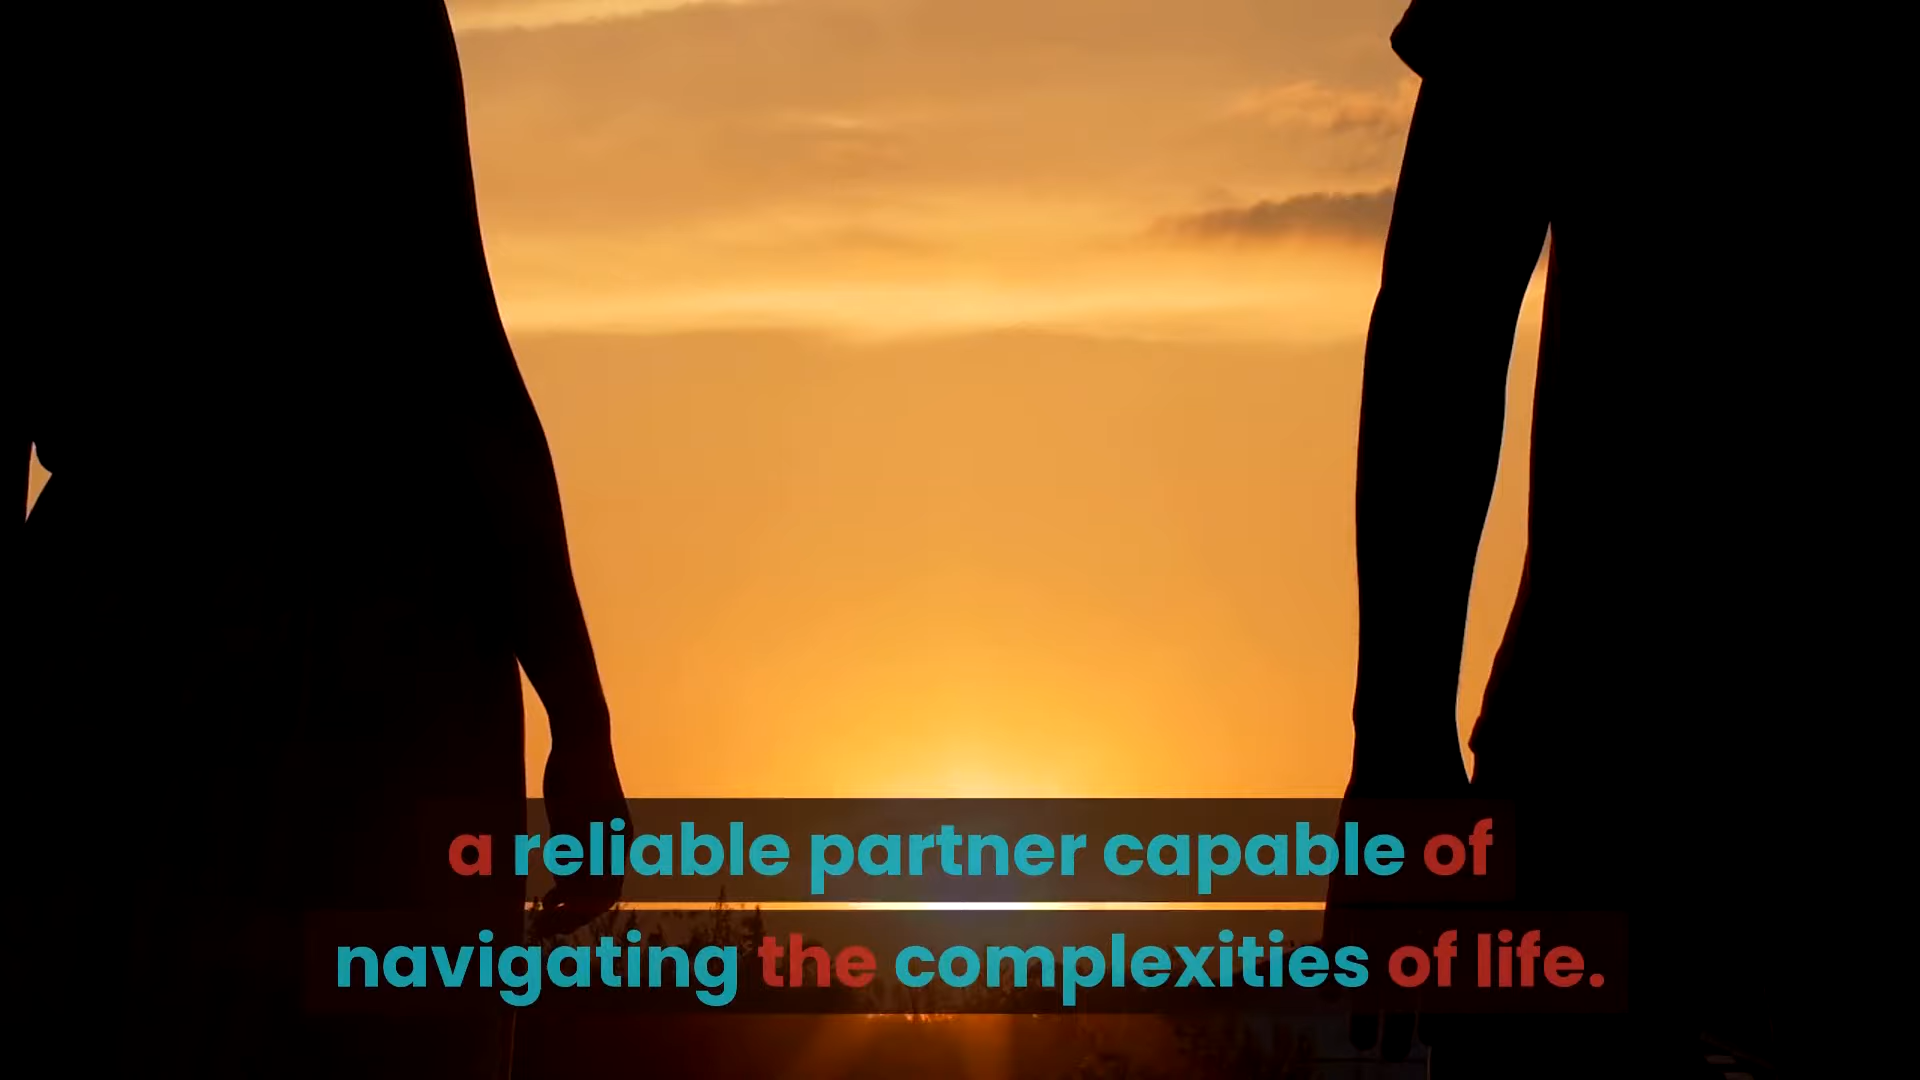 a reliable partner capable of
navigating the complexities of life.